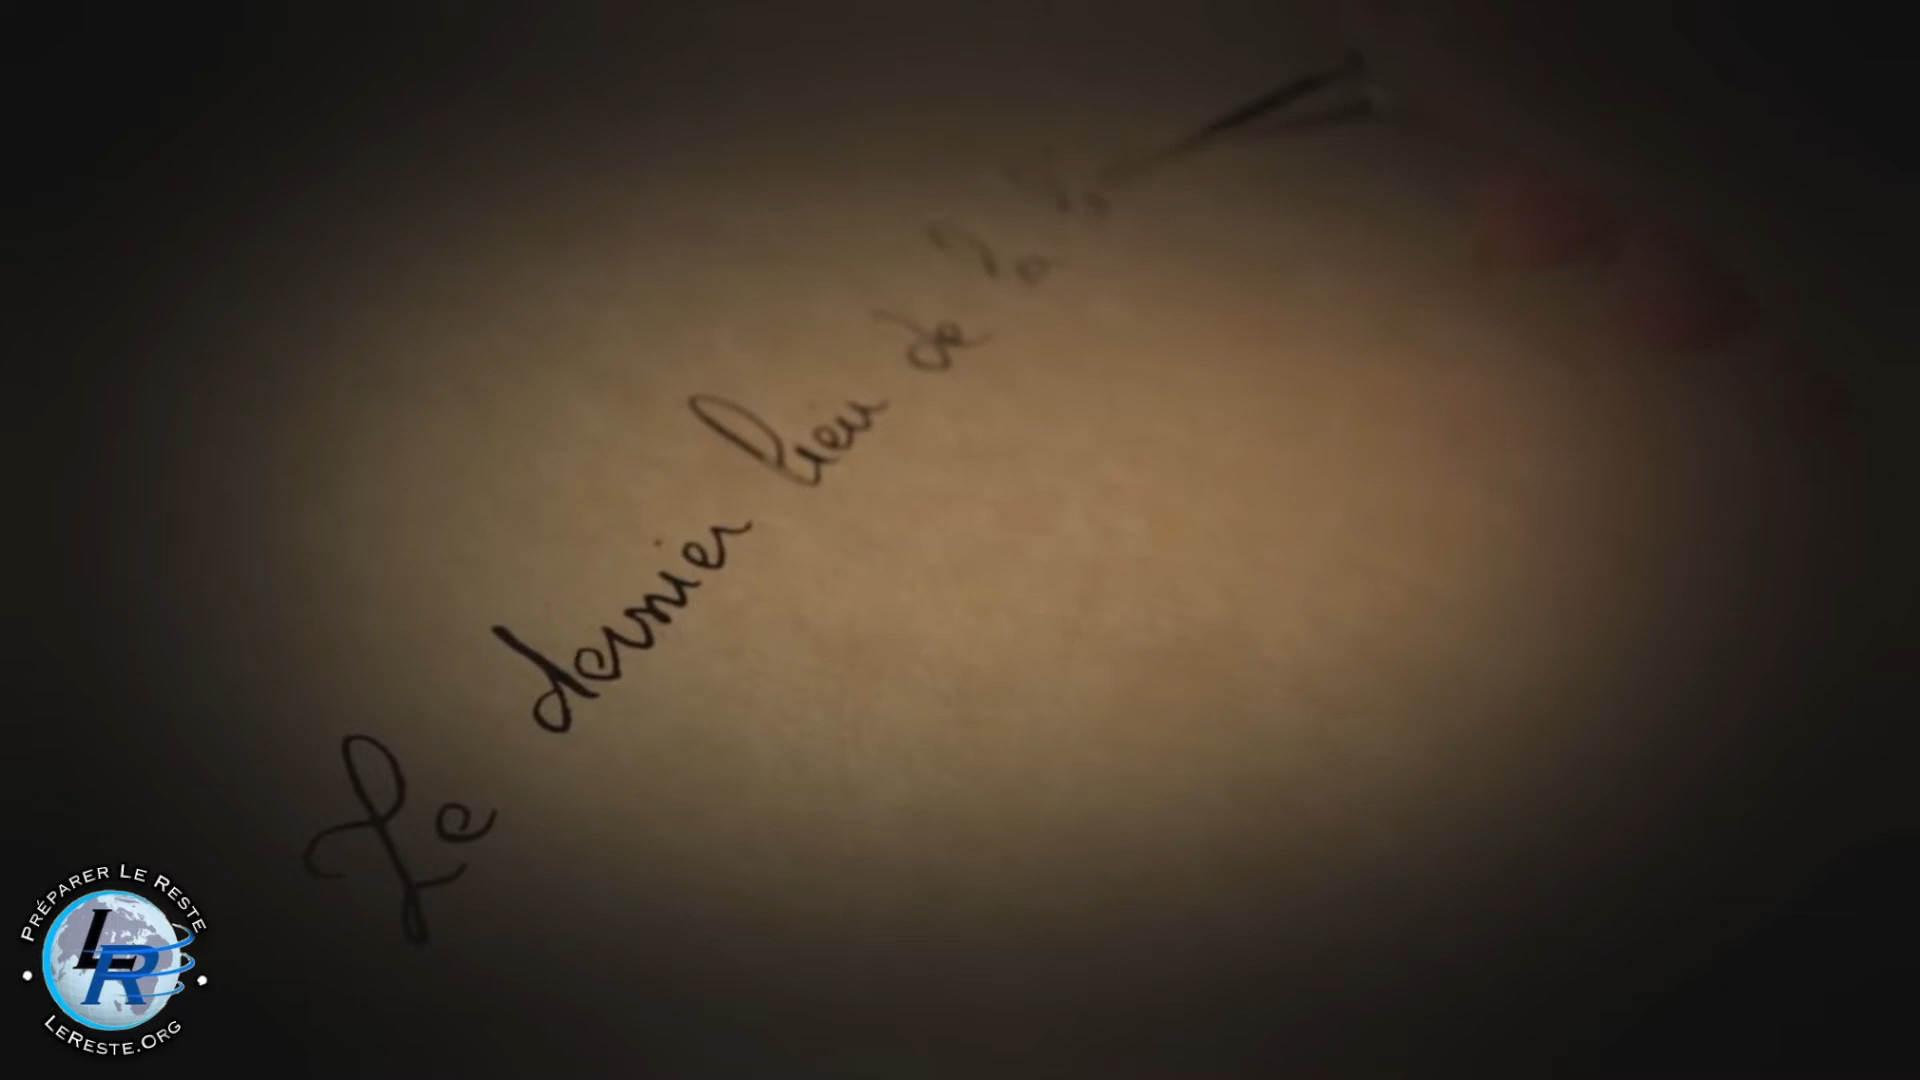 Le dernier lieu de
PRÉPARER LE RESTE
LR
LERESTE.ORG